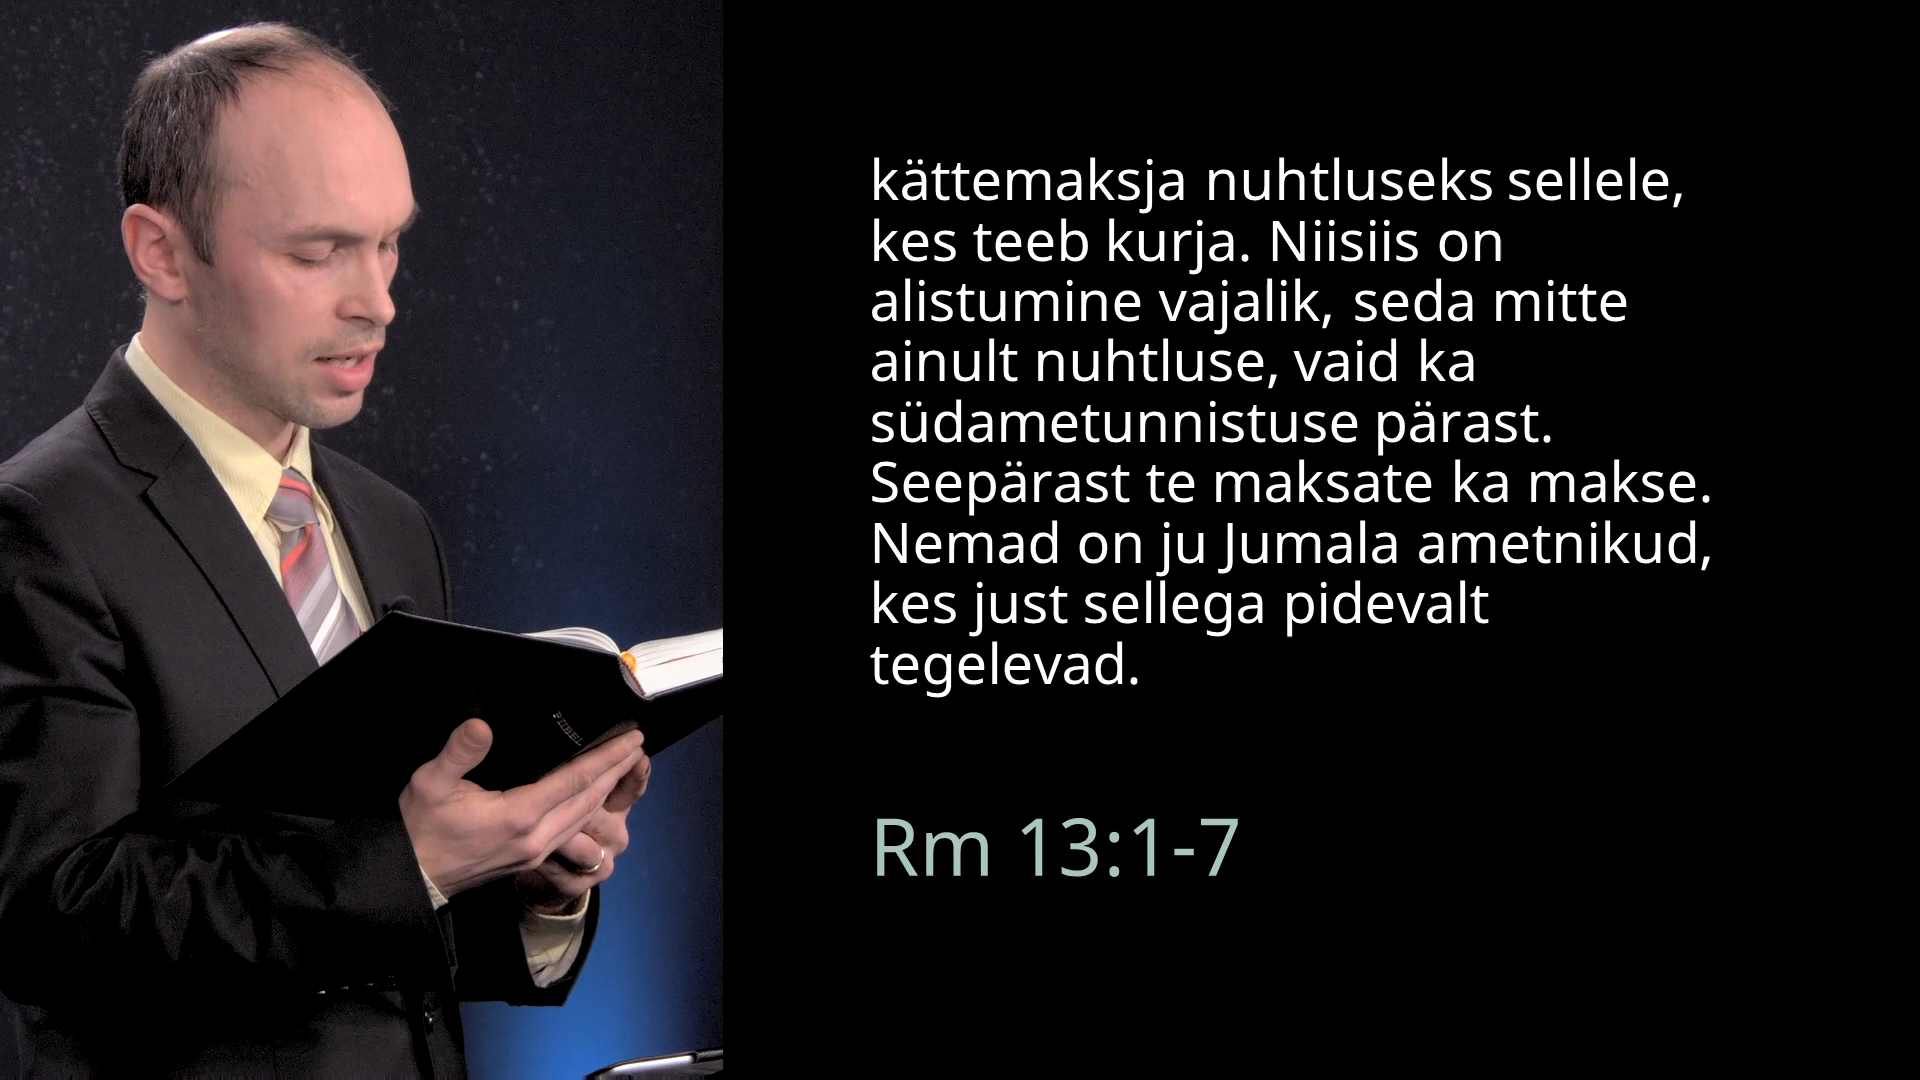 kättemaksja nuhtluseks sellele,
kes teeb kurja. Niisiis on
alistumine vajalik, seda mitte
ainult nuhtluse, vaid ka
südametunnistuse pärast.
Seepärast te maksate ka makse.
Nemad on ju Jumala ametnikud,
kes just sellega pidevalt
tegelevad.
Rm 13:1-7
PIIBEL